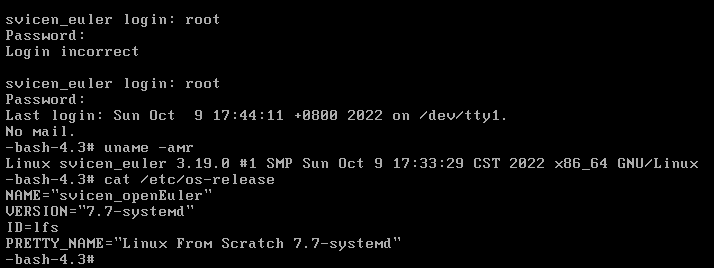 svicen_euler login: root
Password:
Login incorrect
svicen_euler login: root
Password:
Last login: Sun Oct  9 17:44:11 +0800 2022 on /dev/tty1.
No mail.
-bash-4.3# uname -amr
Linux svicen_euler 3.19.0 #1 SMP Sun Oct 9 17:33:29 CST 2022 x86_64 GNU/Linux
-bash-4.3# cat /etc/os-release
NAME="svicen_openEuler"
VERSION="7.7-systemd"
ID=lfs
PRETTY_NAME="Linux From Scratch 7.7-systemd"
-bash-4.3#